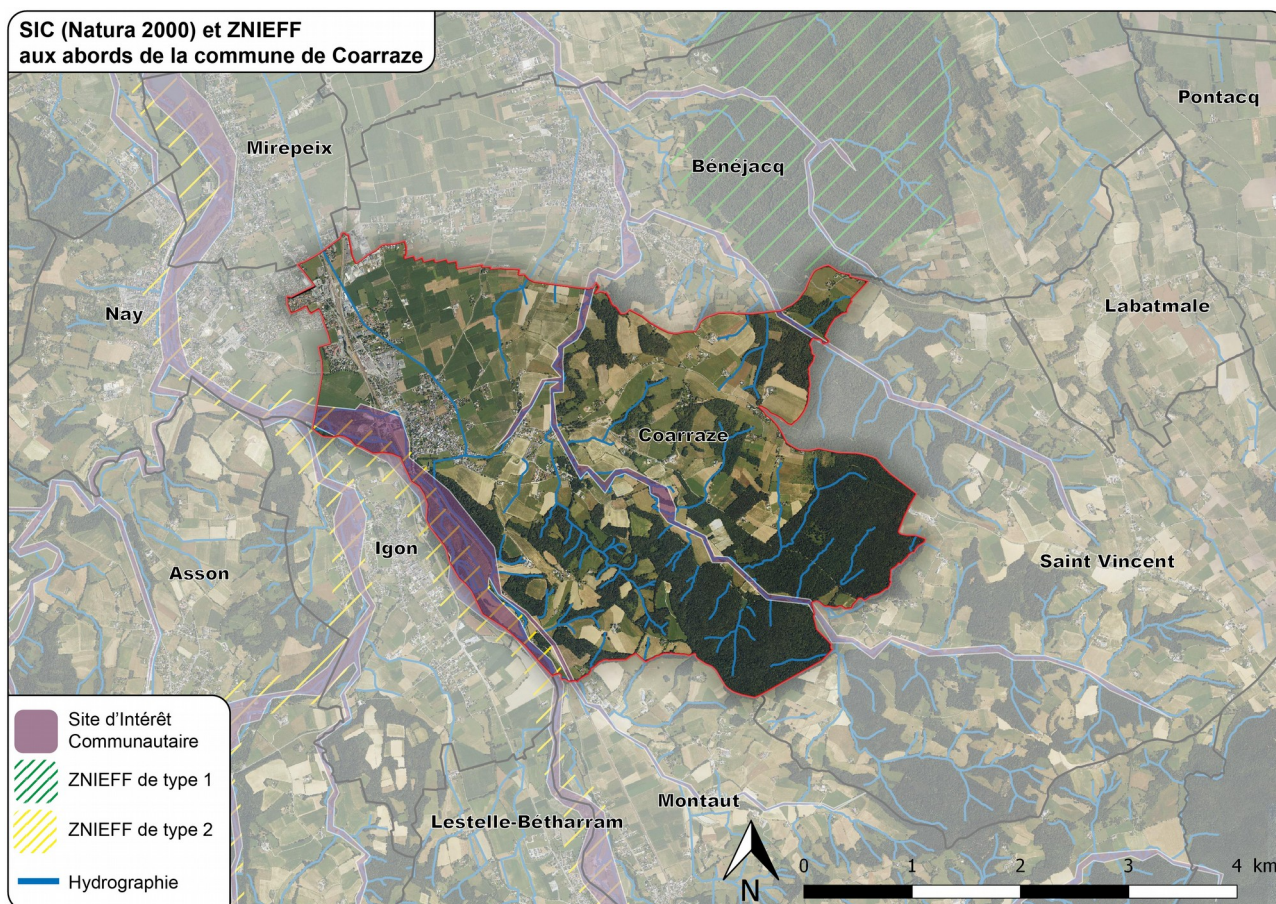 SIC (Natura 2000) et ZNIEFF
aux abords de la commune de Coarraze
Pontacq
Mirepeix
Bénéjacq
Nay
Labatmale
Coarraze
Igon
Asson
Saint Vincent
Montaut
Lestelle-Bétharram
Site d'Intérêt
Communautaire
ZNIEFF de type 1
ZNIEFF de type 2
Hydrographie
N
0 1 2 3 4 km